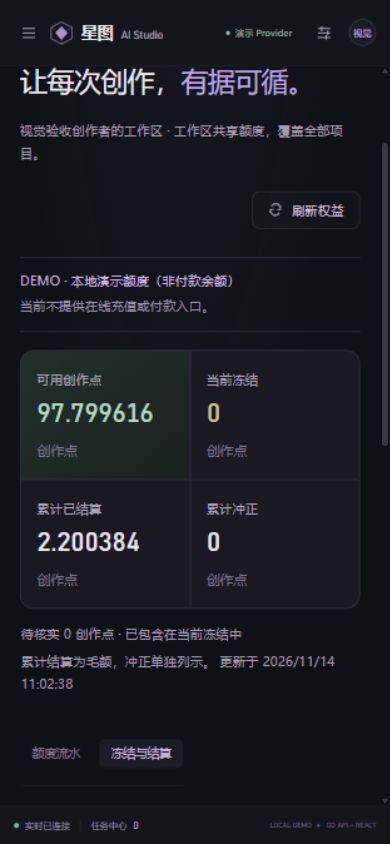 星图 AI Studio
演示 Provider
视觉
让每次创作，有据可循。
视觉验收创作者的工作区 · 工作区共享额度，覆盖全部项
目。
刷新权益
DEMO · 本地演示额度（非付款余额）
当前不提供在线充值或付款入口。
可用创作点
当前冻结
97.799616
0
创作点
创作点
累计已结算
累计冲正
2.200384
0
创作点
创作点
待核实 0 创作点 · 已包含在当前冻结中
累计结算为毛额，冲正单独列示。 更新于 2026/11/14
11:02:38
额度流水
冻结与结算
实时已连接
任务中心 0
LOCAL DEMO • GO API + REACT